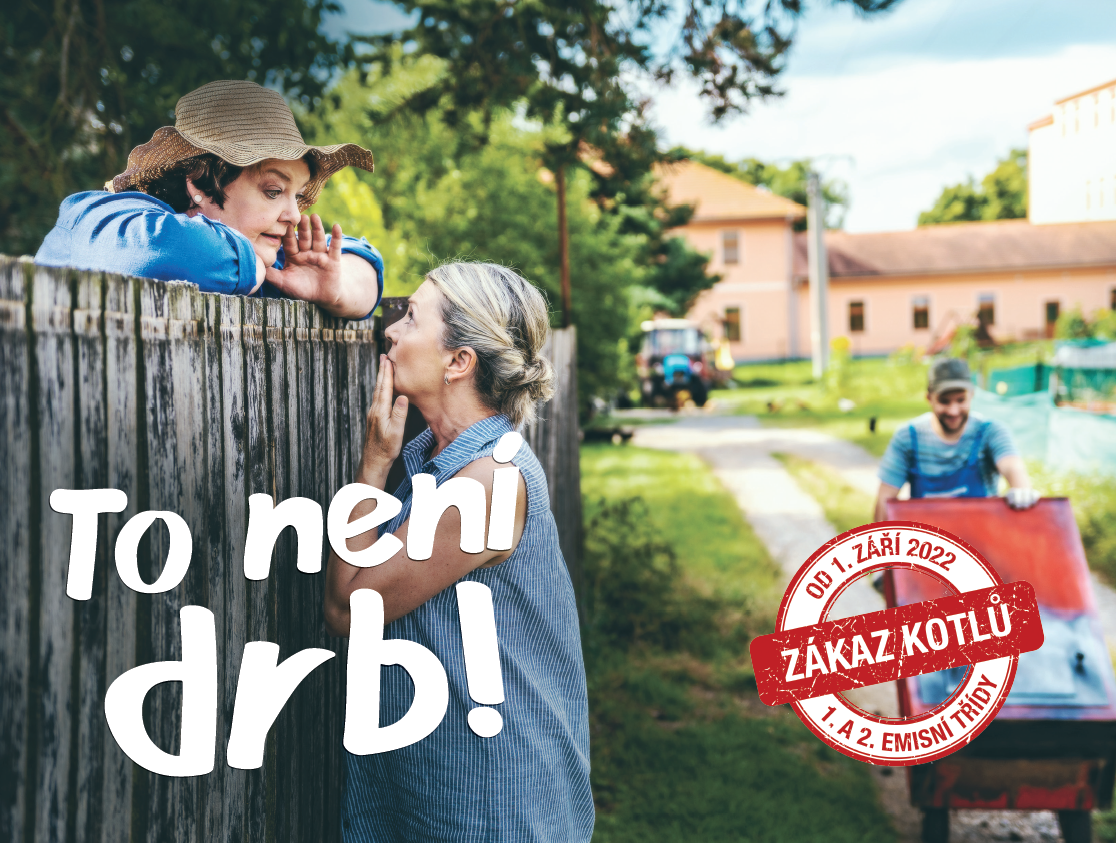 To není
drb!
OD 1. ZÁŘÍ 2022
ZÁKAZ KOTLŮ
1. A 2. EMISNÍ TŘÍDY